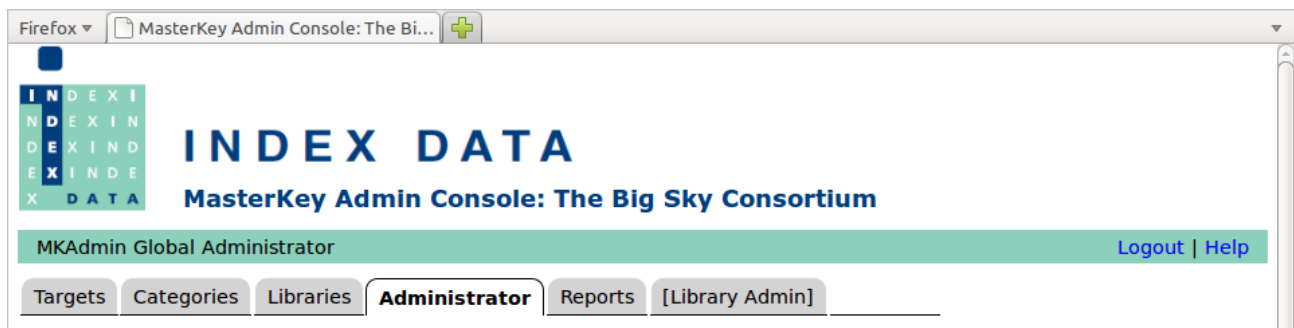 Firefox ▾ MasterKey Admin Console: The Bi...
I N D E X I
N D E X I N
D E X I N D
E X I N D E
X D A T A
INDEX DATA
MasterKey Admin Console: The Big Sky Consortium
MKAdmin Global Administrator Logout | Help
Targets Categories Libraries Administrator Reports [Library Admin]